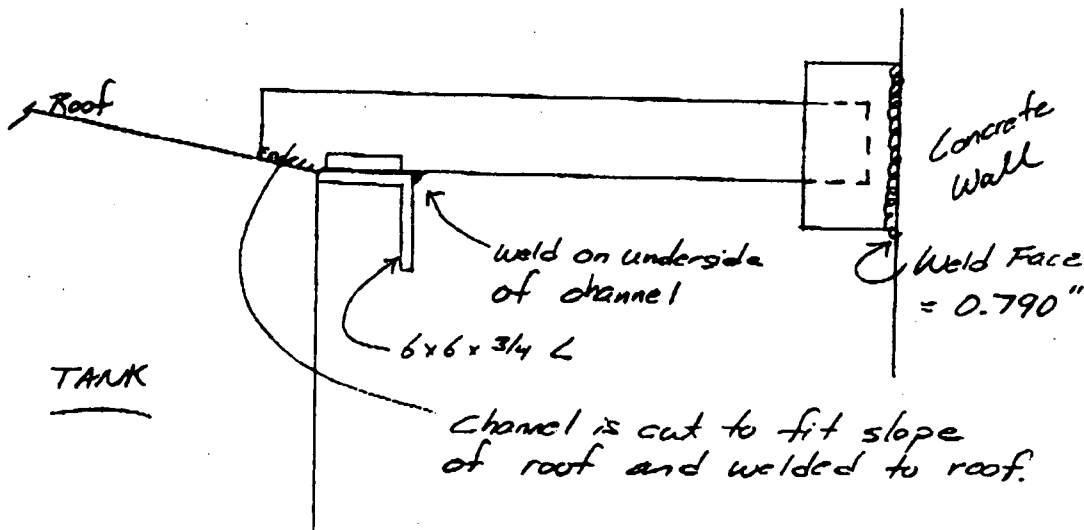 Roof
Concrete
Wall
weld on underside
of channel
Weld Face
= 0.790"
6 x 6 x 3/4 L
TANK
Channel is cut to fit slope
of roof and welded to roof.